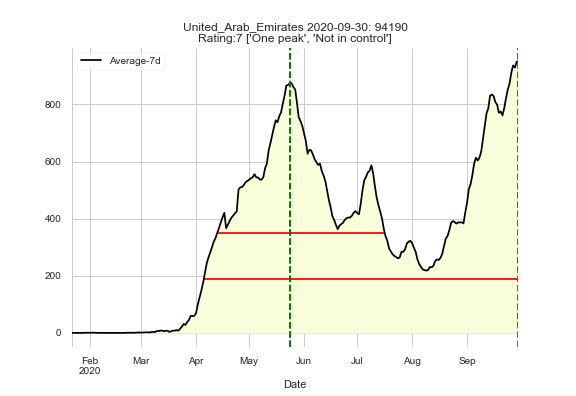 United_Arab_Emirates 2020-09-30: 94190
Rating:7 ['One peak', 'Not in control']
Average-7d
800
600
400
200
0
Feb Mar Apr May Jun Jul Aug Sep
2020
Date